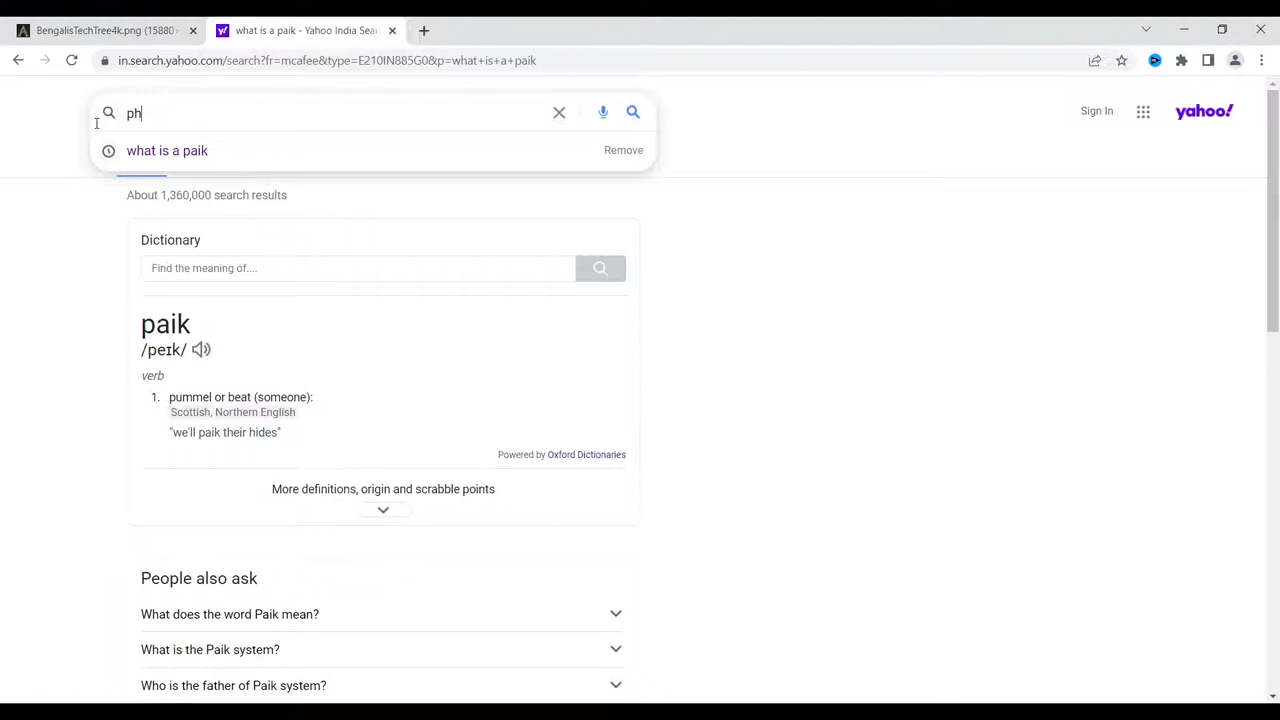 BengalisTechTree4k.png (15880×
what is a paik - Yahoo India Sea
in.search.yahoo.com/search?fr=mcafee&type=E210IN885G0&p=what+is+a+paik
ph
Sign In
yahoo!
what is a paik
Remove
About 1,360,000 search results
Dictionary
Find the meaning of....
paik
/peɪk/
verb
1. pummel or beat (someone):
Scottish, Northern English
"we'll paik their hides"
Powered by Oxford Dictionaries
More definitions, origin and scrabble points
People also ask
What does the word Paik mean?
What is the Paik system?
Who is the father of Paik system?